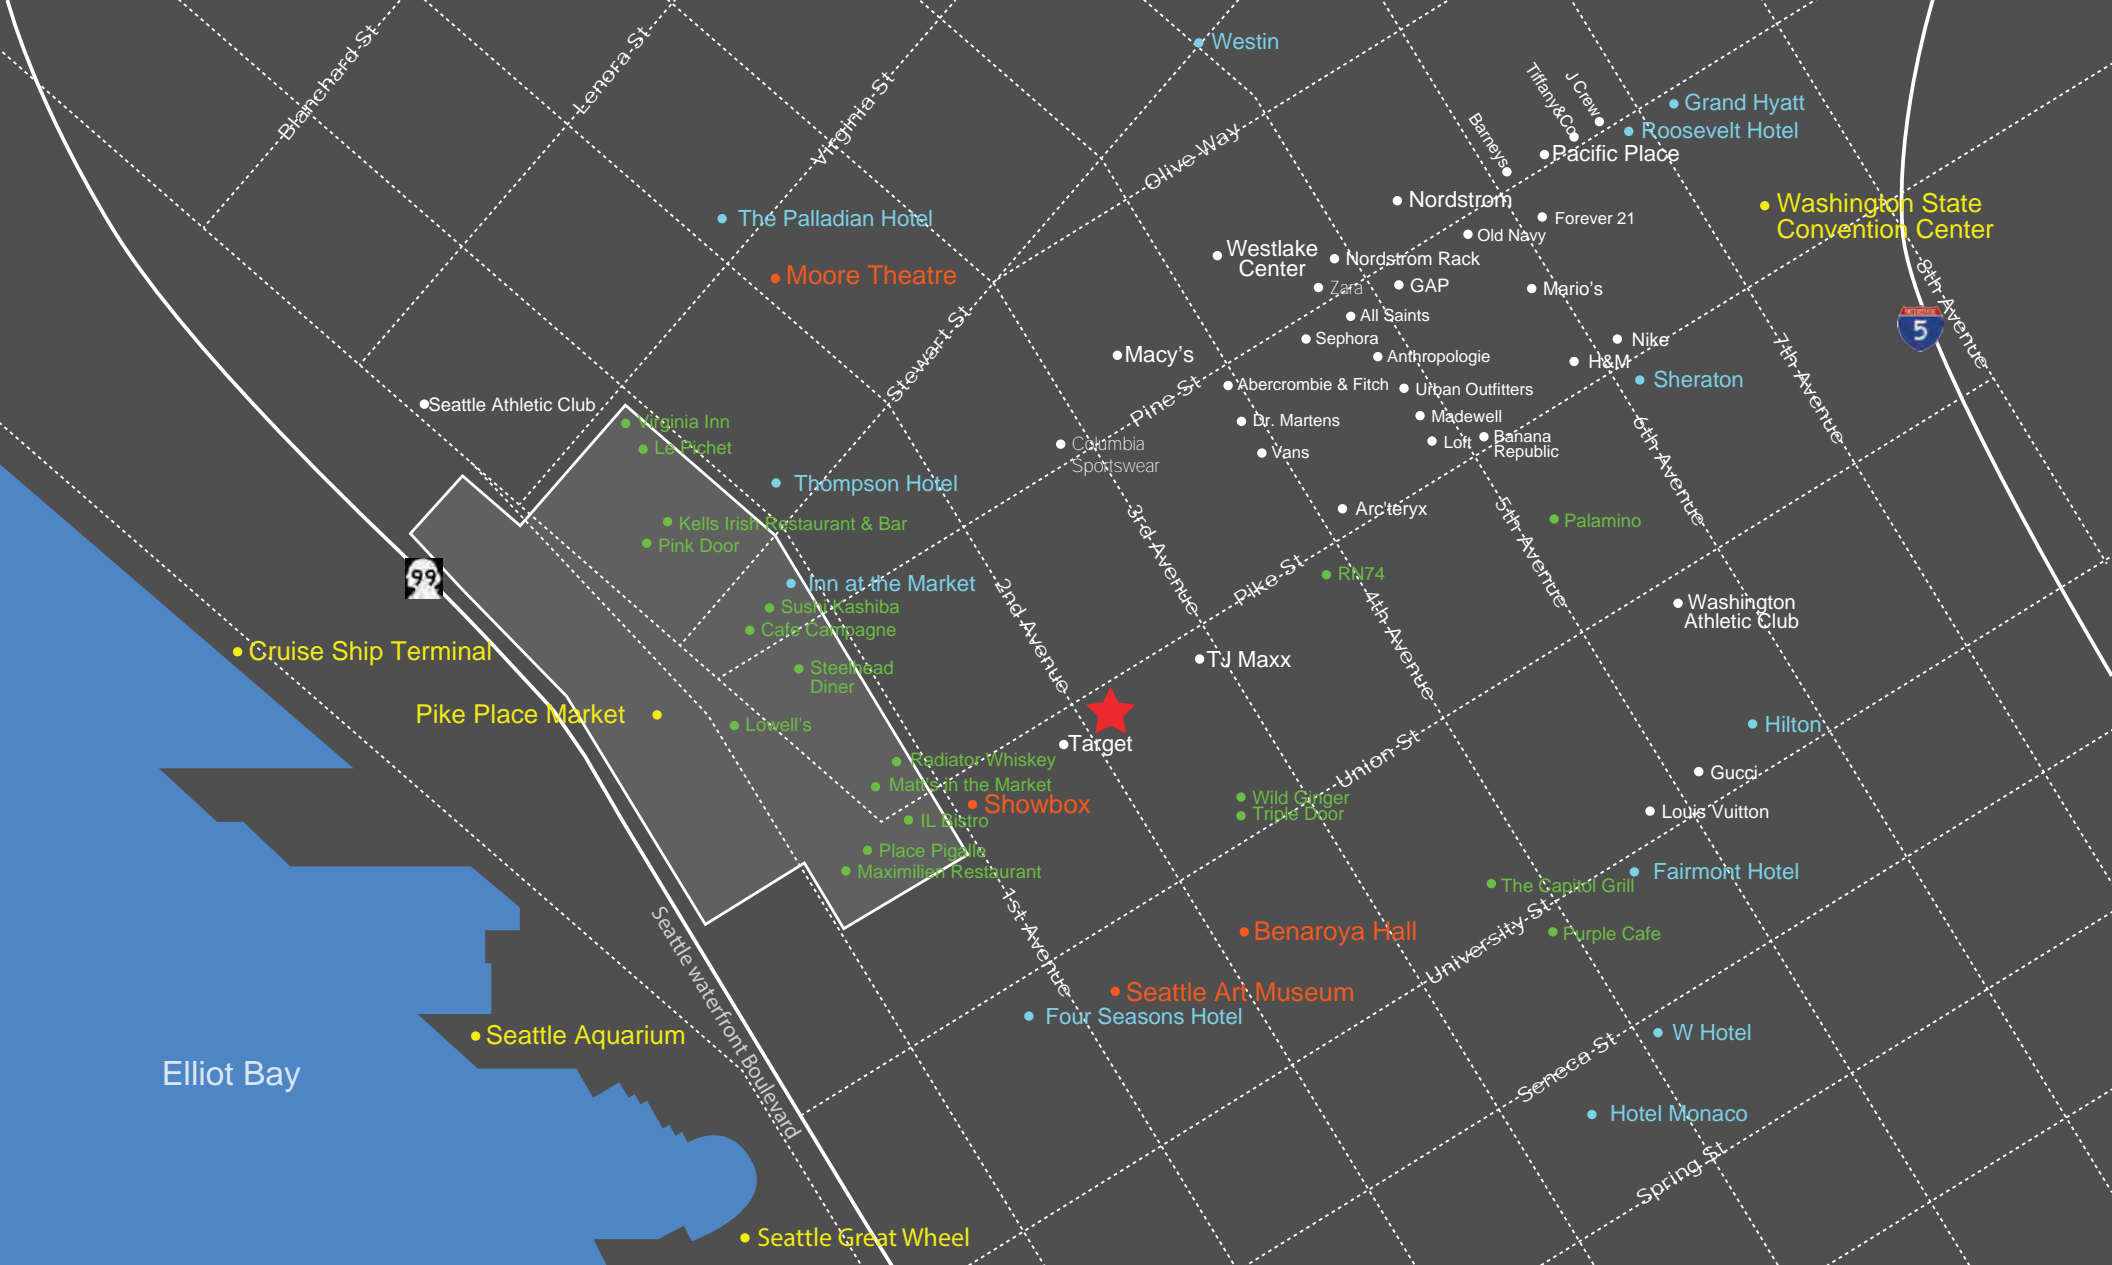 Blanchard St
Lenora St
Virginia St
Westin
Olive Way
Barneys
Tiffany&Co
J Crew
Grand Hyatt
Roosevelt Hotel
Pacific Place
Nordstrom
Washington State
Convention Center
The Palladian Hotel
Moore Theatre
Westlake
Center
Forever 21
Old Navy
Nordstrom Rack
Zara
GAP
Mario's
All Saints
Sephora
Anthropologie
Nike
H&M
Sheraton
8th Avenue
INTERSTATE
5
7th Avenue
Stewart St
Macy's
Pine St
Abercrombie & Fitch
Urban Outfitters
Dr. Martens
Madewell
Loft
Banana
Republic
Vans
Columbia
Sportswear
Seattle Athletic Club
Virginia Inn
Le Pichet
Thompson Hotel
Kells Irish Restaurant & Bar
Pink Door
Arc'teryx
Palamino
6th Avenue
5th Avenue
3rd Avenue
Pike St
RN74
4th Avenue
2nd Avenue
99
Inn at the Market
Sushi Kashiba
Cafe Campagne
Steelhead
Diner
Washington
Athletic Club
Cruise Ship Terminal
Pike Place Market
Lowell's
TJ Maxx
Target
Union St
Hilton
Gucci
Louis Vuitton
Radiator Whiskey
Matt's in the Market
Showbox
IL Bistro
Wild Ginger
Triple Door
Place Pigalle
Maximilien Restaurant
Fairmont Hotel
The Capitol Grill
University St
Purple Cafe
1st Avenue
Benaroya Hall
Seattle Art Museum
Four Seasons Hotel
Seattle waterfront Boulevard
Seattle Aquarium
Elliot Bay
W Hotel
Seneca St
Hotel Monaco
Spring St
Seattle Great Wheel